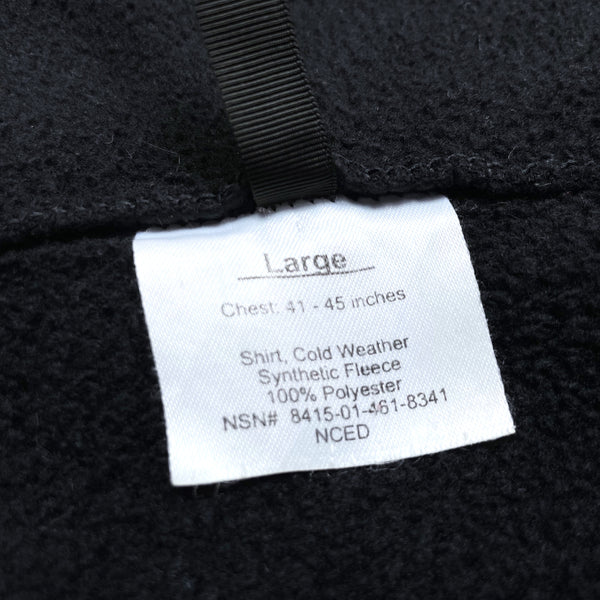 Large
Chest: 41 - 45 inches
Shirt, Cold Weather
Synthetic Fleece
100% Polyester
NSN# 8415-01-461-8341
NCED